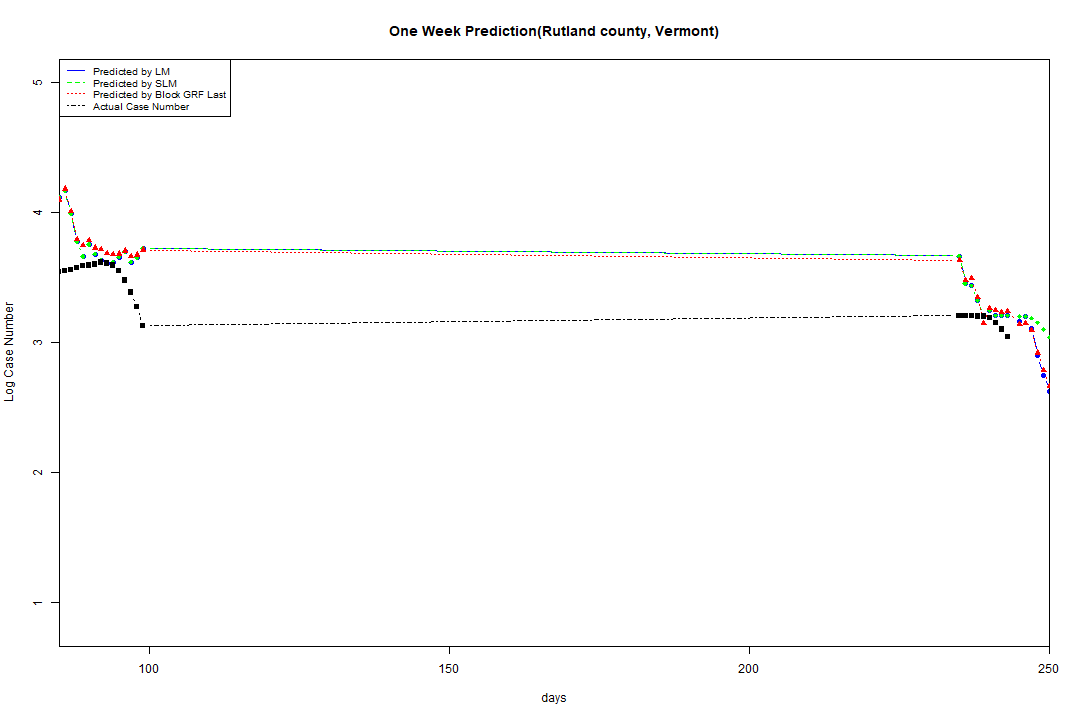 One Week Prediction(Rutland county, Vermont)
Predicted by LM
Predicted by SLM
Predicted by Block GRF Last
Actual Case Number
5
4
3
2
1
Log Case Number
100
150
200
250
days